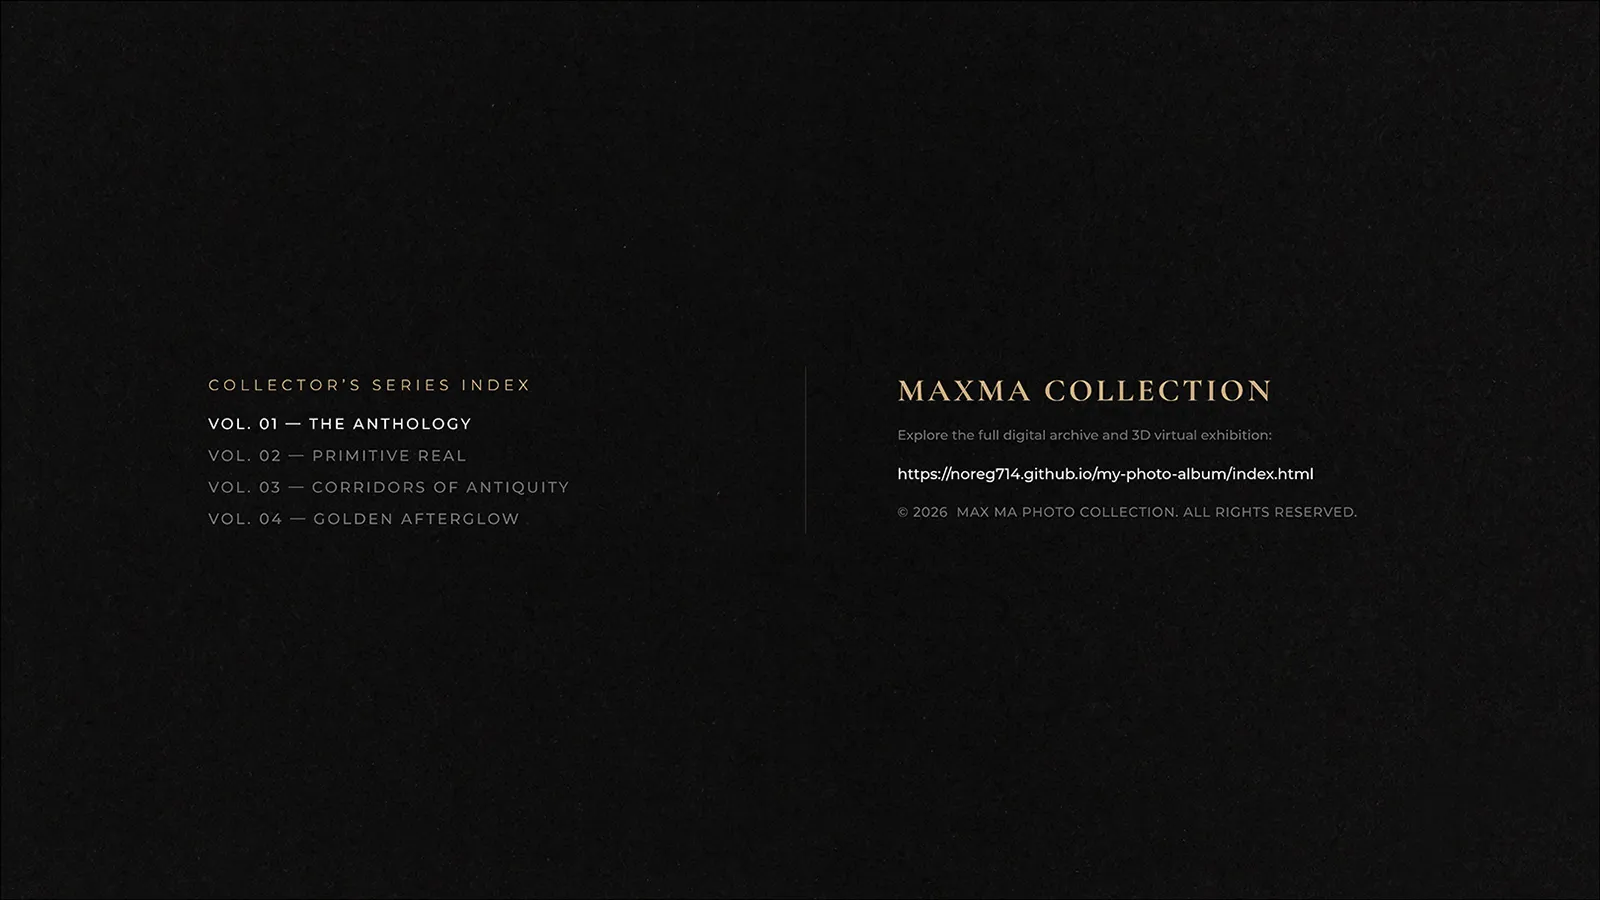 COLLECTOR’S SERIES INDEX
VOL. 01 — THE ANTHOLOGY
VOL. 02 — PRIMITIVE REAL
VOL. 03 — CORRIDORS OF ANTIQUITY
VOL. 04 — GOLDEN AFTERGLOW
MAXMA COLLECTION
Explore the full digital archive and 3D virtual exhibition:
https://noreg714.github.io/my-photo-album/index.html
© 2026 MAX MA PHOTO COLLECTION. ALL RIGHTS RESERVED.